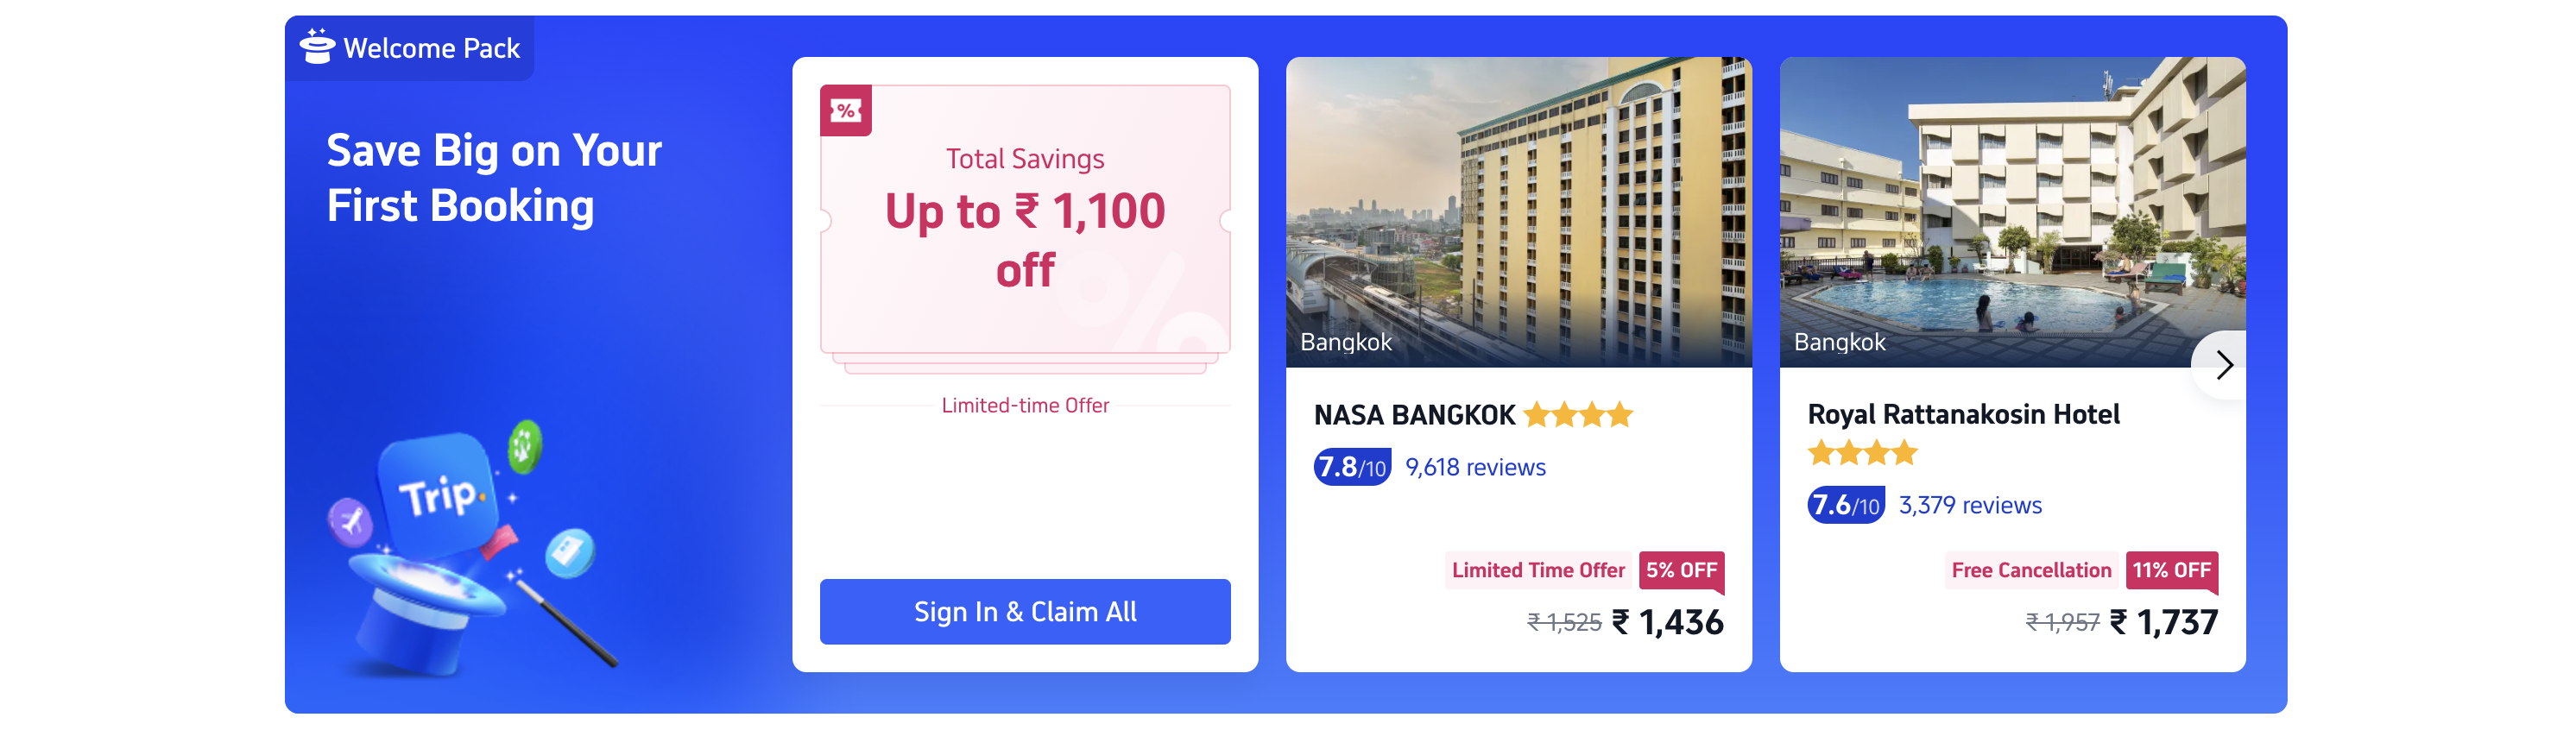 Welcome Pack
Save Big on Your
First Booking
Trip.
%
Total Savings
Up to ₹ 1,100
off
%
Limited-time Offer
Sign In & Claim All
Bangkok
NASA BANGKOK
7.8/10 9,618 reviews
Limited Time Offer 5% OFF
₹ 1,525 ₹ 1,436
Bangkok
Royal Rattanakosin Hotel
7.6/10 3,379 reviews
Free Cancellation 11% OFF
₹ 1,957 ₹ 1,737